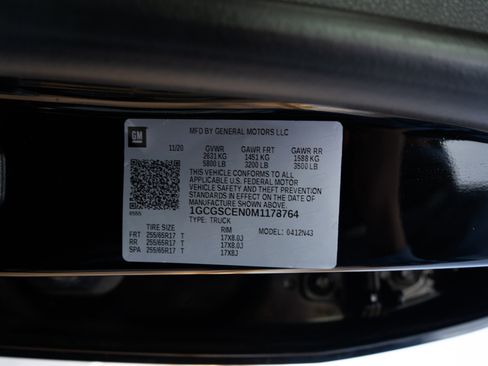 GM
MFD BY GENERAL MOTORS LLC
11/20 GVWR GAWR FRT GAWR RR
2631 KG 1451 KG 1588 KG
5800 LB 3200 LB 3500 LB
THIS VEHICLE CONFORMS TO ALL
APPLICABLE U.S. FEDERAL MOTOR
VEHICLE SAFETY AND THEFT PREVENTION
STANDARDS IN EFFECT ON THE DATE OF
MANUFACTURE SHOWN ABOVE.
1GCGSCEN0M1178764
TYPE: TRUCK
TIRE SIZE RIM MODEL: 0412N43
FRT 255/65R17 T 17X8.0J
RR 255/65R17 T 17X8.0J
SPA 255/65R17 T 17X8J